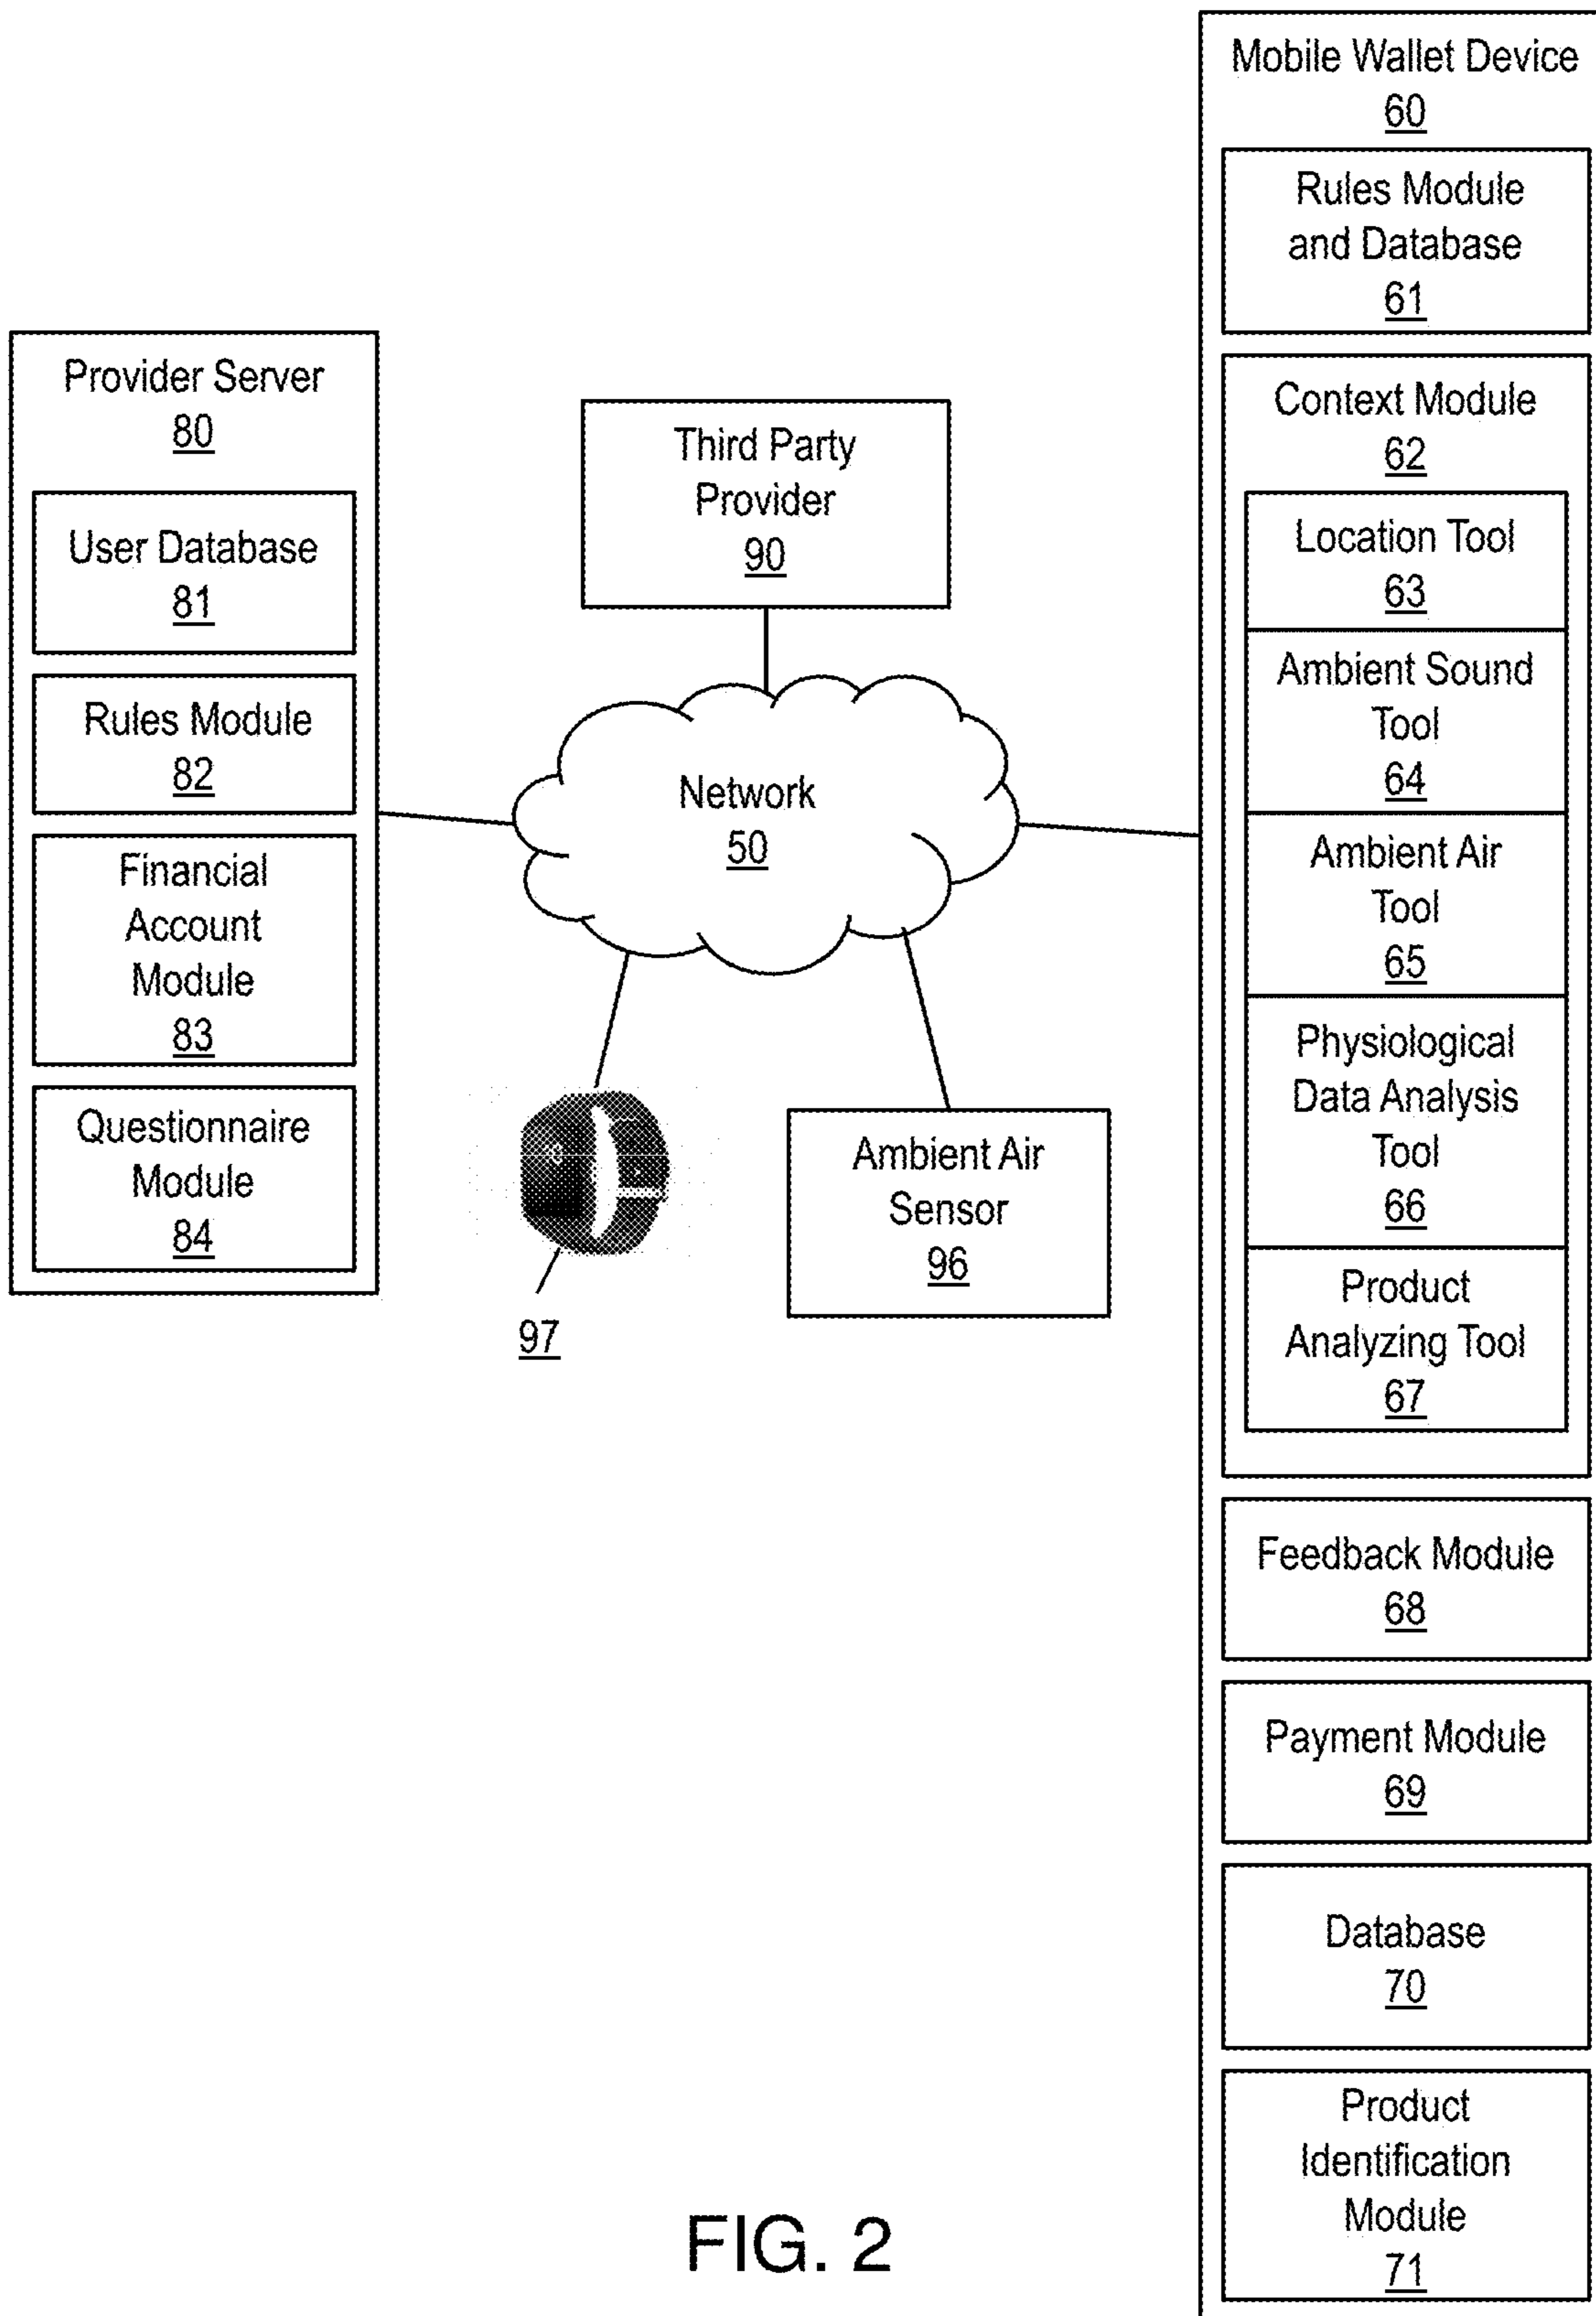 Provider Server
80
User Database
81
Rules Module
82
Financial
Account
Module
83
Questionnaire
Module
84
Third Party
Provider
90
Network
50
97
Ambient Air
Sensor
96
Mobile Wallet Device
60
Rules Module
and Database
61
Context Module
62
Location Tool
63
Ambient Sound
Tool
64
Ambient Air
Tool
65
Physiological
Data Analysis
Tool
66
Product
Analyzing Tool
67
Feedback Module
68
Payment Module
69
Database
70
Product
Identification
Module
71
FIG. 2